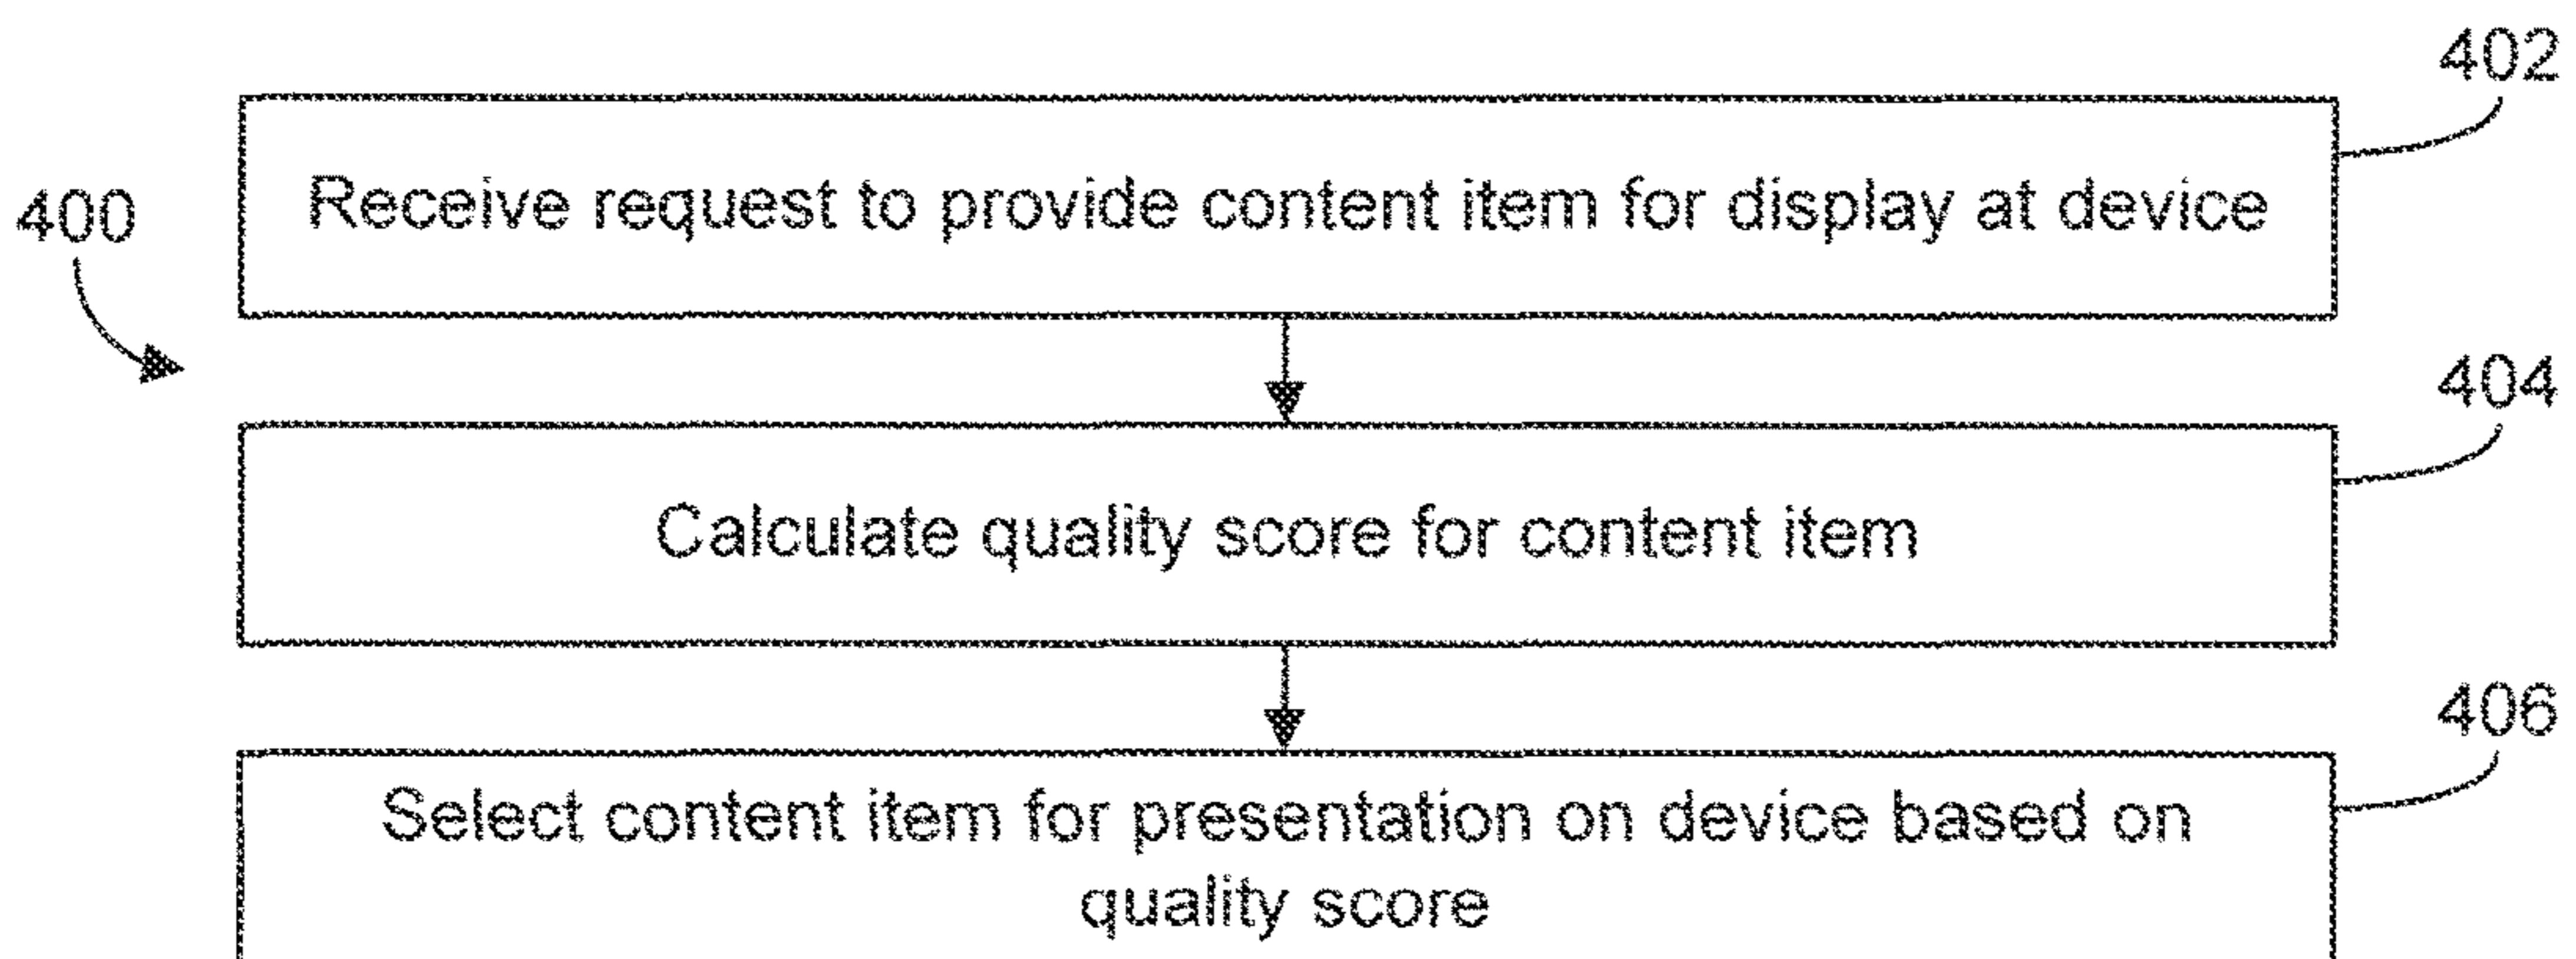 402
Receive request to provide content item for display at device
400
404
Calculate quality score for content item
406
Select content item for presentation on device based on
quality score